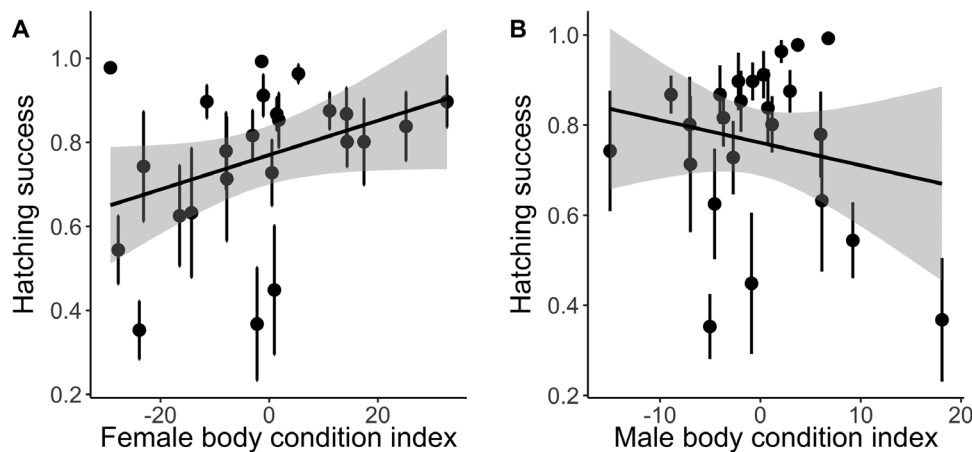 A
Hatching success
1.0
0.8
0.6
0.4
0.2
-20
0
20
Female body condition index
B
Hatching success
1.0
0.8
0.6
0.4
0.2
-10
0
10
20
Male body condition index